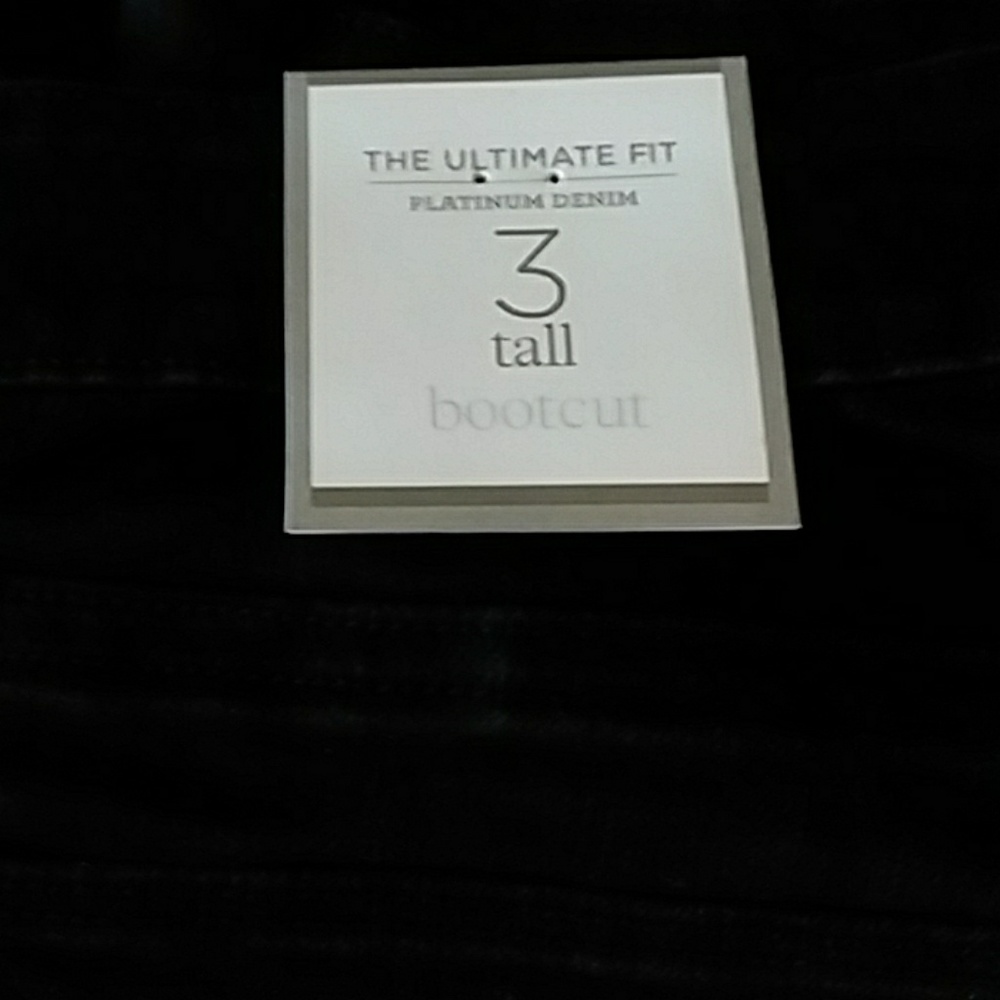 THE ULTIMATE FIT
PLATINUM DENIM
3
tall
bootcut